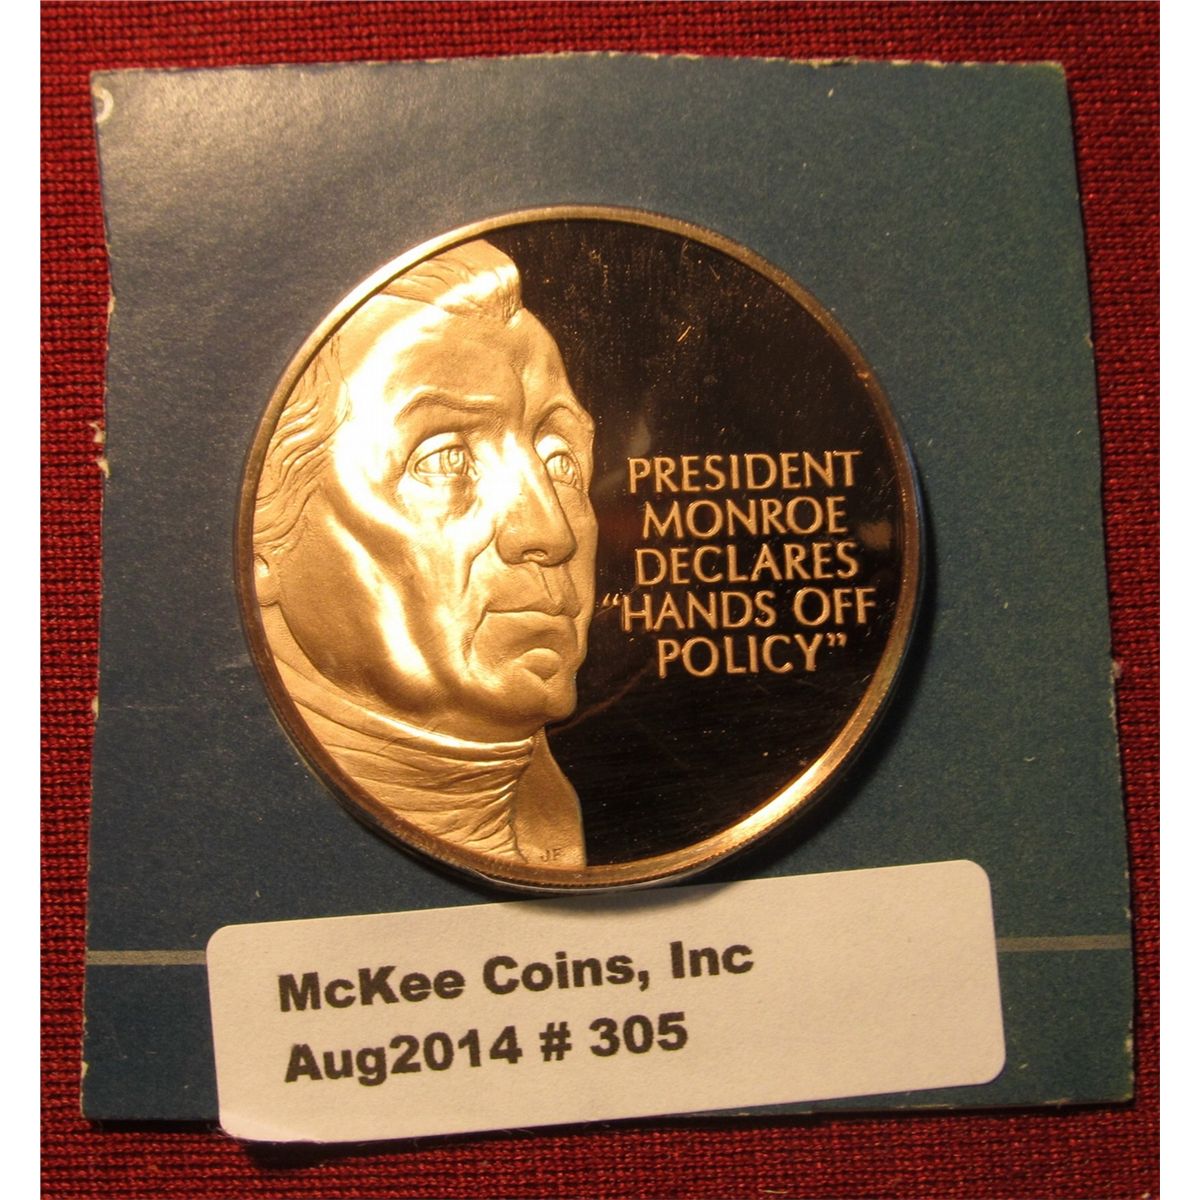 PRESIDENT
MONROE
DECLARES
“HANDS OFF
POLICY”
JF
McKee Coins, Inc
Aug2014 # 305